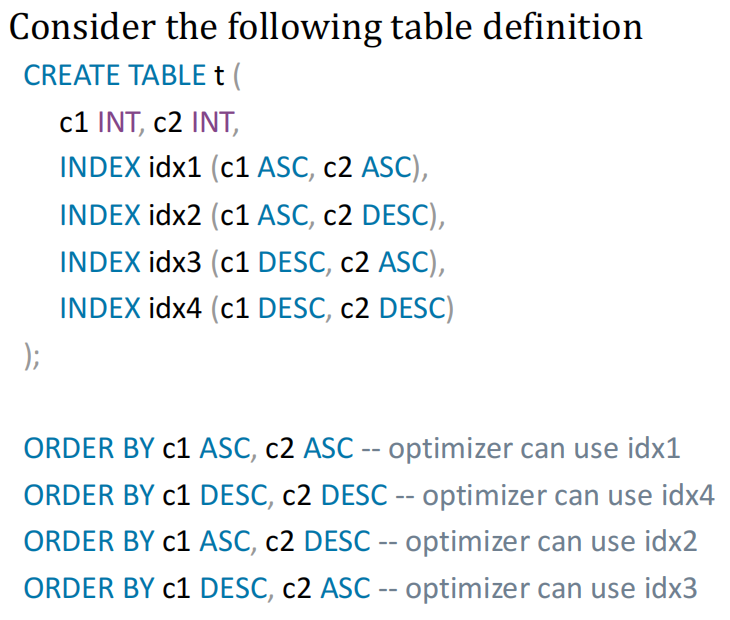 Consider the following table definition
CREATE TABLE t (
c1 INT, c2 INT,
INDEX idx1 (c1 ASC, c2 ASC),
INDEX idx2 (c1 ASC, c2 DESC),
INDEX idx3 (c1 DESC, c2 ASC),
INDEX idx4 (c1 DESC, c2 DESC)
);
ORDER BY c1 ASC, c2 ASC -- optimizer can use idx1
ORDER BY c1 DESC, c2 DESC -- optimizer can use idx4
ORDER BY c1 ASC, c2 DESC -- optimizer can use idx2
ORDER BY c1 DESC, c2 ASC -- optimizer can use idx3